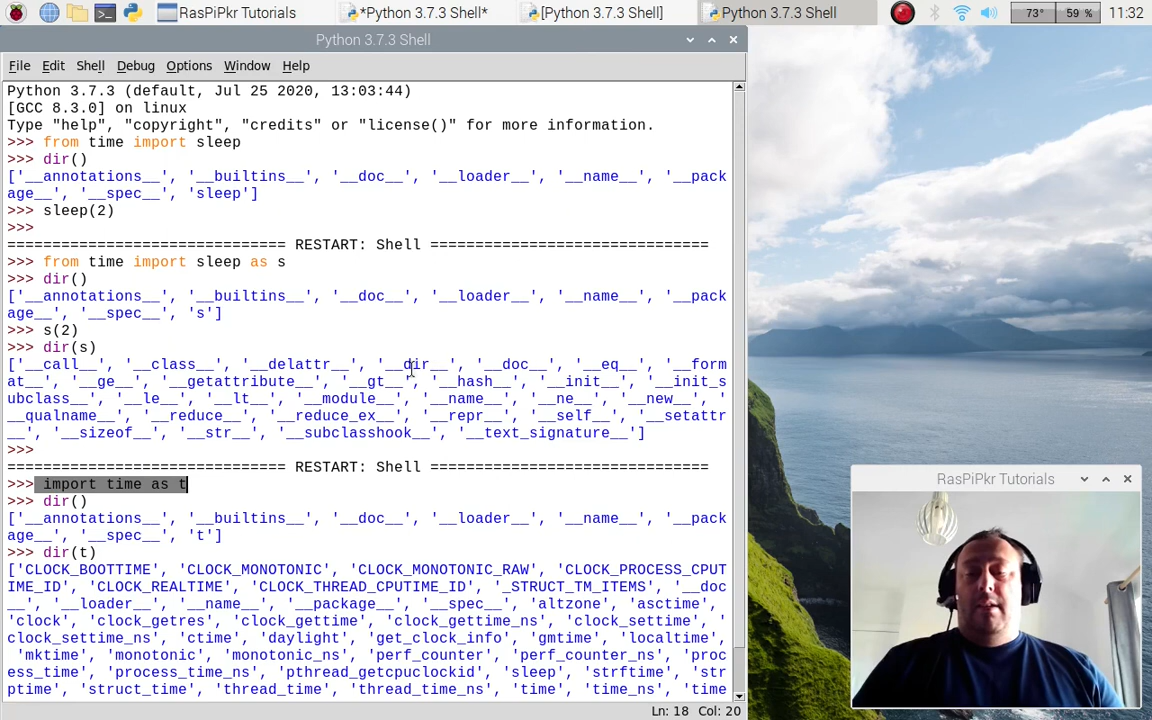 RasPiPkr Tutorials
*Python 3.7.3 Shell*
[Python 3.7.3 Shell]
Python 3.7.3 Shell
73°
59 %
11:32
Python 3.7.3 Shell
File Edit Shell Debug Options Window Help
Python 3.7.3 (default, Jul 25 2020, 13:03:44)
[GCC 8.3.0] on linux
Type "help", "copyright", "credits" or "license()" for more information.
>>> from time import sleep
>>> dir()
['__annotations__', '__builtins__', '__doc__', '__loader__', '__name__', '__pack
age__', '__spec__', 'sleep']
>>> sleep(2)
>>>
=============================== RESTART: Shell ===============================
>>> from time import sleep as s
>>> dir()
['__annotations__', '__builtins__', '__doc__', '__loader__', '__name__', '__pack
age__', '__spec__', 's']
>>> s(2)
>>> dir(s)
['__call__', '__class__', '__delattr__', '__dir__', '__doc__', '__eq__', '__form
at__', '__ge__', '__getattribute__', '__gt__', '__hash__', '__init__', '__init_s
ubclass__', '__le__', '__lt__', '__module__', '__name__', '__ne__', '__new__', '
__qualname__', '__reduce__', '__reduce_ex__', '__repr__', '__self__', '__setattr
__', '__sizeof__', '__str__', '__subclasshook__', '__text_signature__']
>>>
=============================== RESTART: Shell ===============================
>>> import time as t
>>> dir()
['__annotations__', '__builtins__', '__doc__', '__loader__', '__name__', '__pack
age__', '__spec__', 't']
>>> dir(t)
['CLOCK_BOOTTIME', 'CLOCK_MONOTONIC', 'CLOCK_MONOTONIC_RAW', 'CLOCK_PROCESS_CPUT
IME_ID', 'CLOCK_REALTIME', 'CLOCK_THREAD_CPUTIME_ID', '_STRUCT_TM_ITEMS', '__doc
__', '__loader__', '__name__', '__package__', '__spec__', 'altzone', 'asctime',
'clock', 'clock_getres', 'clock_gettime', 'clock_gettime_ns', 'clock_settime', '
clock_settime_ns', 'ctime', 'daylight', 'get_clock_info', 'gmtime', 'localtime',
'mktime', 'monotonic', 'monotonic_ns', 'perf_counter', 'perf_counter_ns', 'proc
ess_time', 'process_time_ns', 'pthread_getcpuclockid', 'sleep', 'strftime', 'str
ptime', 'struct_time', 'thread_time', 'thread_time_ns', 'time', 'time_ns', 'time
Ln: 18 Col: 20
RasPiPkr Tutorials